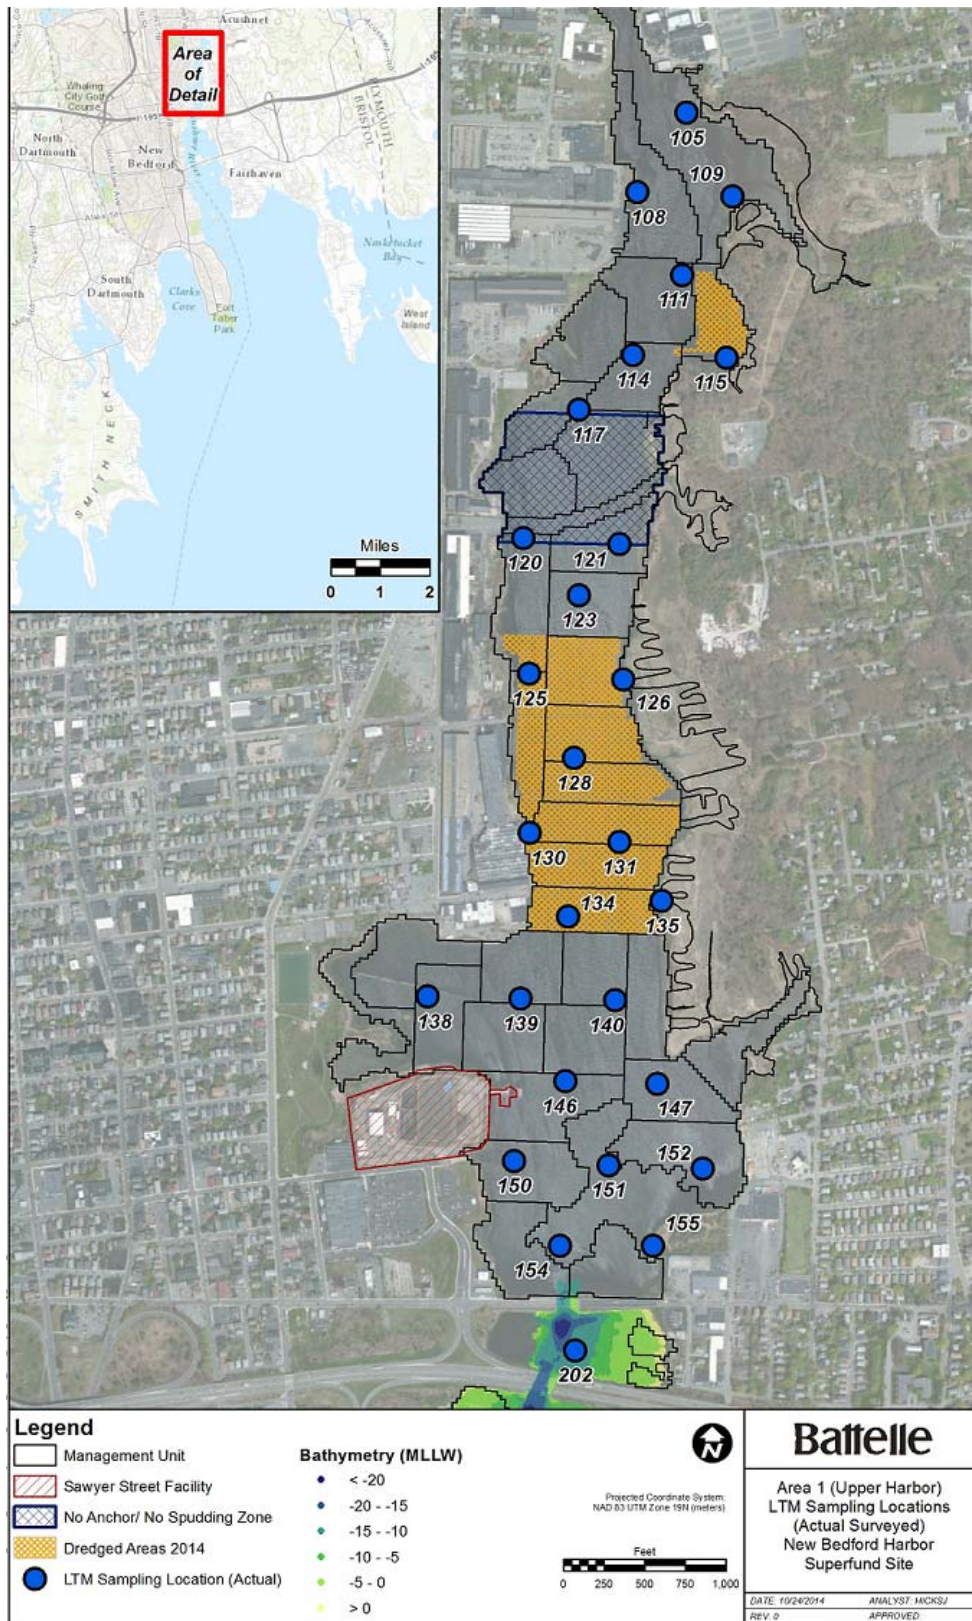 Acushnet
Area
of
Detail
Whaling
City Golf
Course
I-195
I-195
PLYMOUTH
BRISTOL
North
Dartmouth
New
Bedford
Fairhaven
Nasketucket
Bay
South
Dartmouth
Clarks
Cove
Fort
Taber
Park
West
Island
SMITH NECK
Miles
0 1 2
105
109
108
111
114
115
117
120
121
123
125
126
128
130
131
134
135
138
139
140
146
147
150
151
152
154
155
202
Legend
Management Unit
Sawyer Street Facility
No Anchor/ No Spudding Zone
Dredged Areas 2014
LTM Sampling Location (Actual)
Bathymetry (MLLW)
< -20
-20 - -15
-15 - -10
-10 - -5
-5 - 0
> 0
N
Projected Coordinate System:
NAD 83 UTM Zone 19N (meters)
Feet
0 250 500 750 1,000
Battelle
Area 1 (Upper Harbor)
LTM Sampling Locations
(Actual Surveyed)
New Bedford Harbor
Superfund Site
DATE: 10/24/2014 ANALYST: HICKSJ
REV. 0 APPROVED: